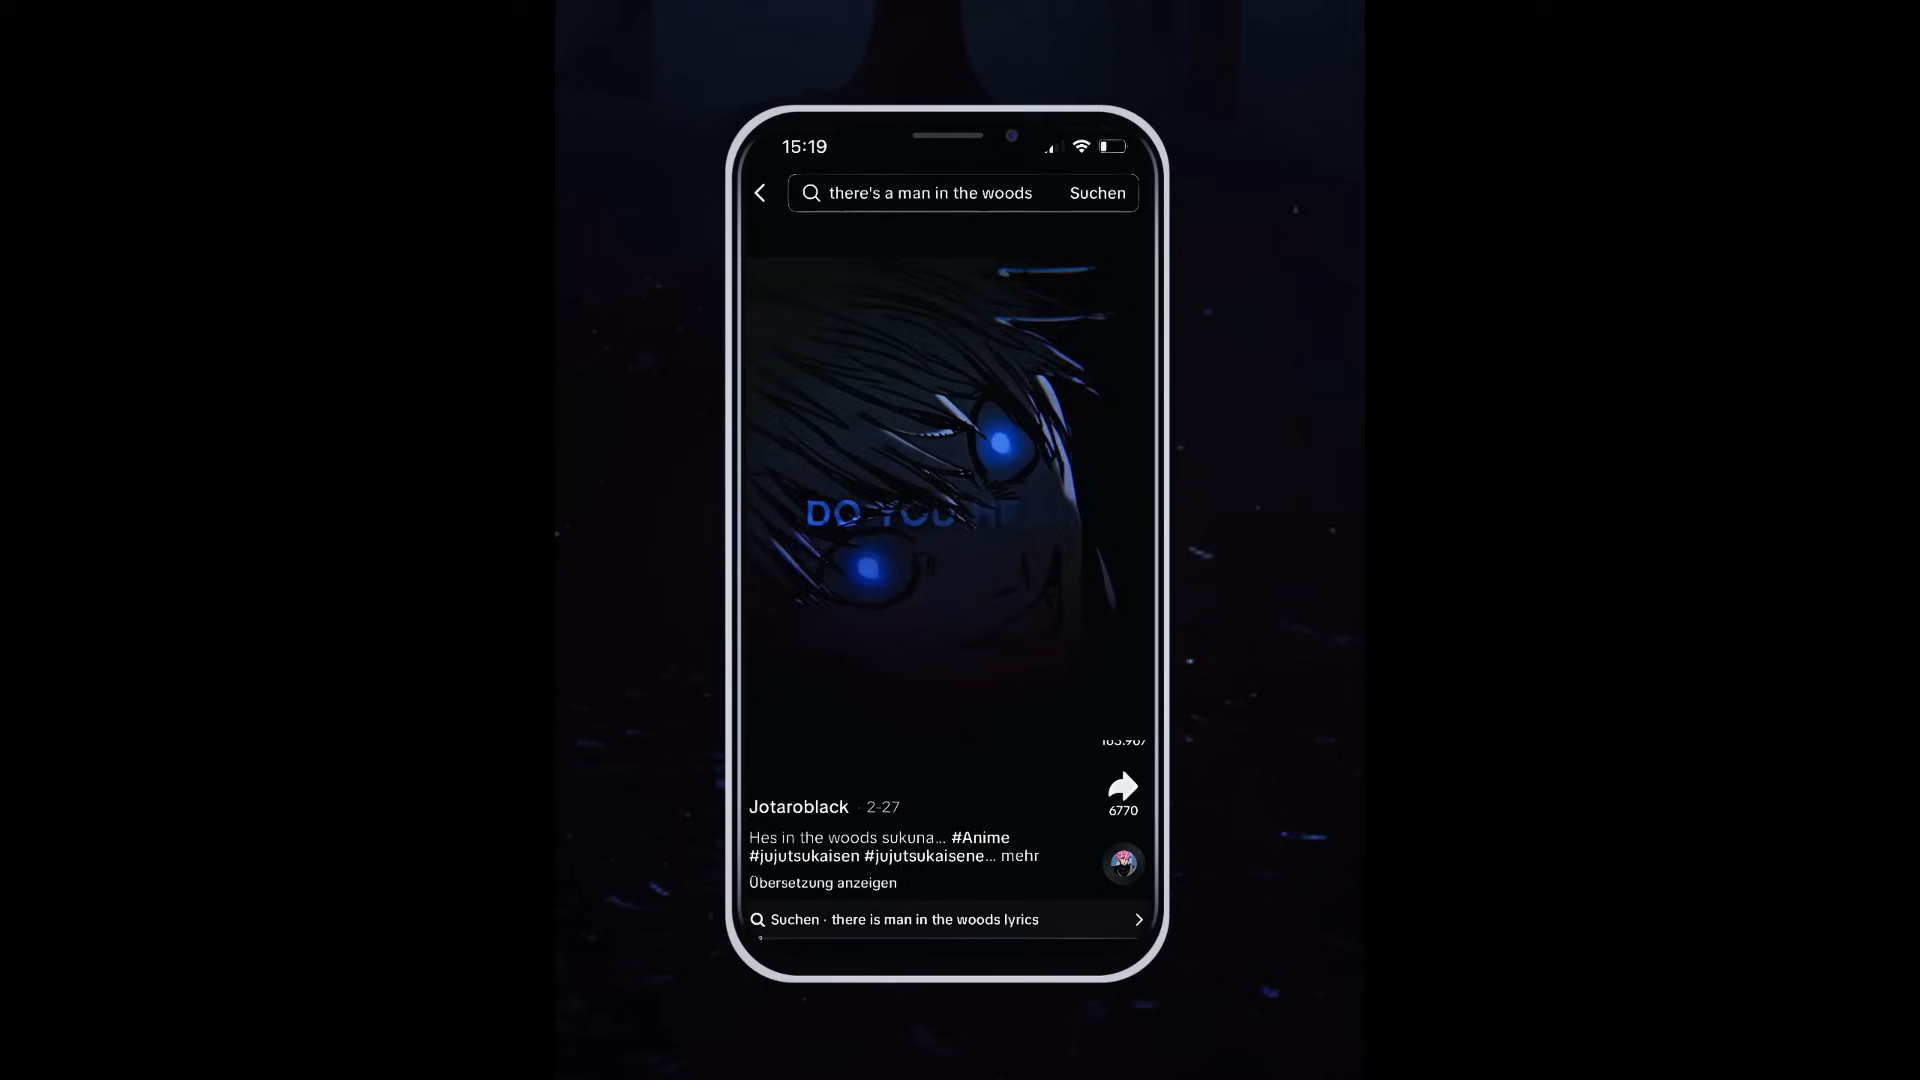 15:19
there's a man in the woods
Suchen
DO YOU
6770
Jotaroblack · 2-27
Hes in the woods sukuna... #Anime
#jujutsukaisen #jujutsukaisene... mehr
Übersetzung anzeigen
Suchen · there is man in the woods lyrics